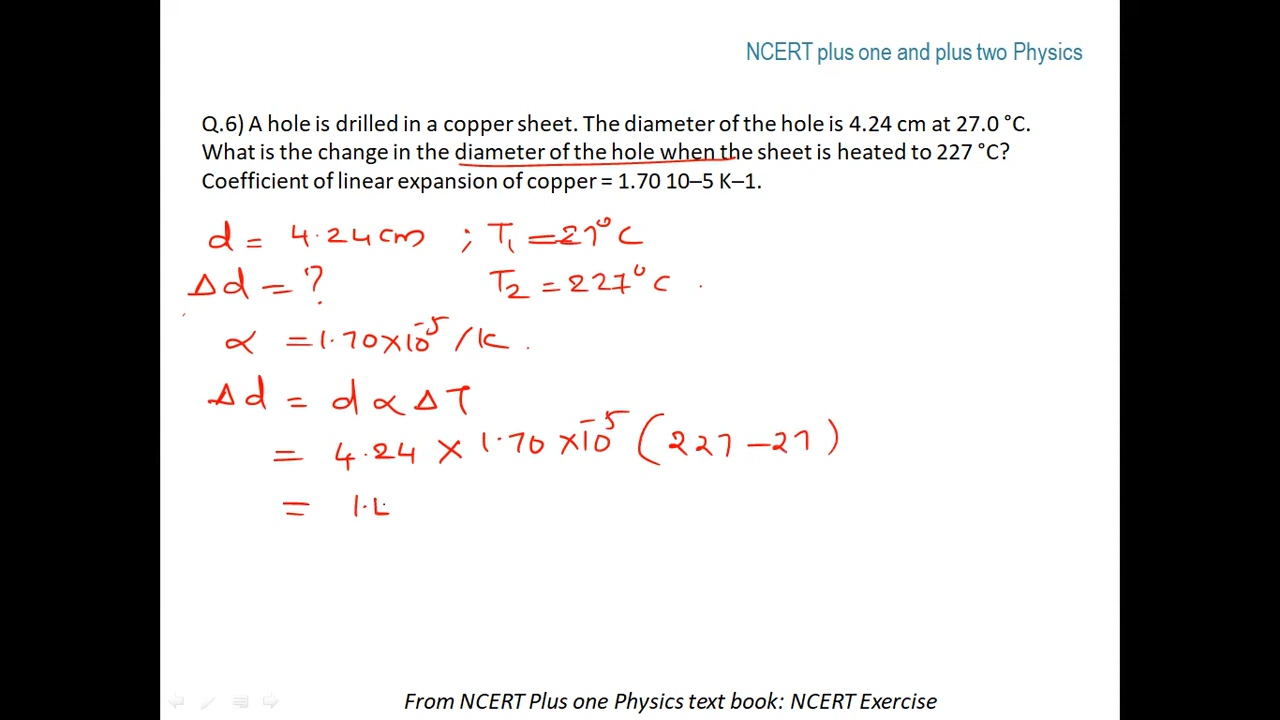 NCERT plus one and plus two Physics
Q.6) A hole is drilled in a copper sheet. The diameter of the hole is 4.24 cm at 27.0 °C.
What is the change in the diameter of the hole when the sheet is heated to 227 °C?
Coefficient of linear expansion of copper = 1.70 10–5 K–1.
d = 4.24 cm ; T₁ = 27°C
Δd = ? T₂ = 227°C .
α = 1.70×10⁻⁵ /K .
Δd = d α Δ T
= 4.24 × 1.70 ×10⁻⁵ (227 – 27)
= 1.4
From NCERT Plus one Physics text book: NCERT Exercise